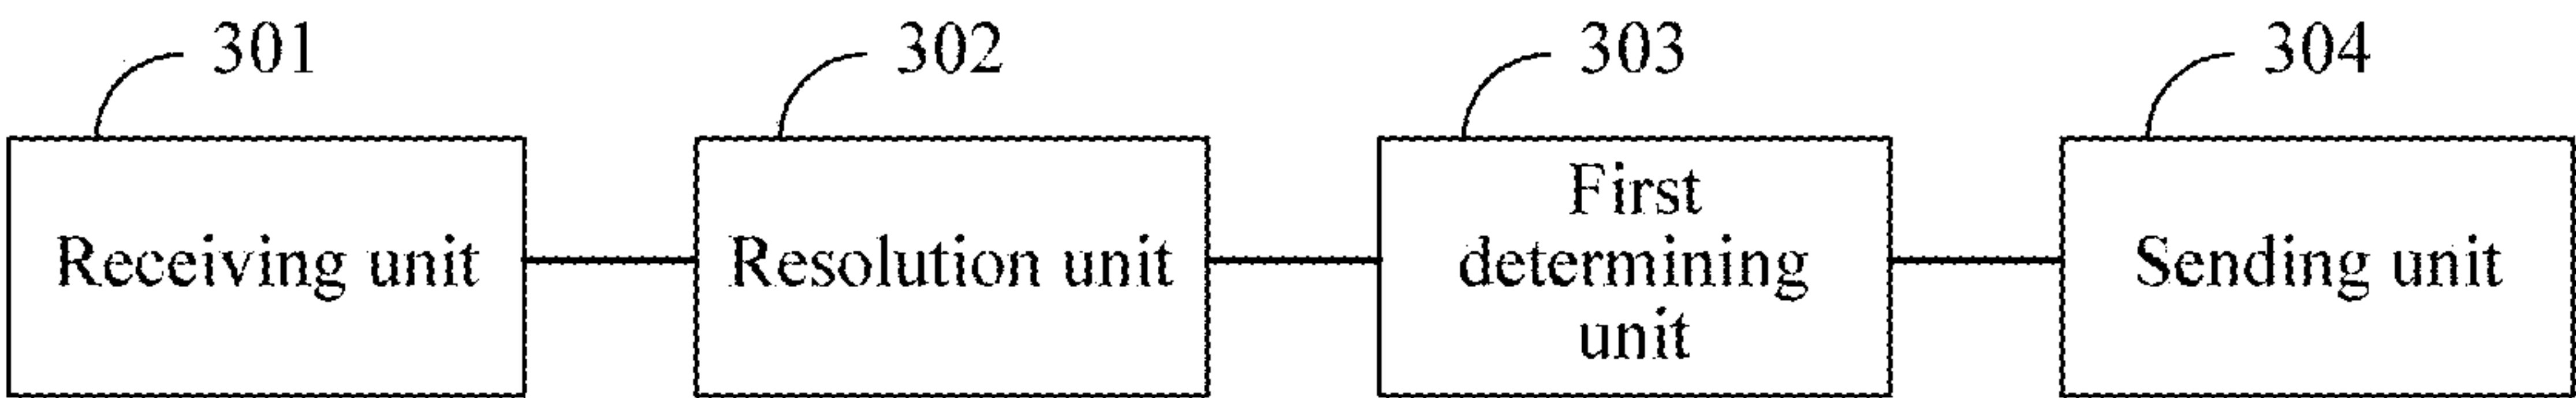 301
302
303
304
Receiving unit
Resolution unit
First
determining
unit
Sending unit